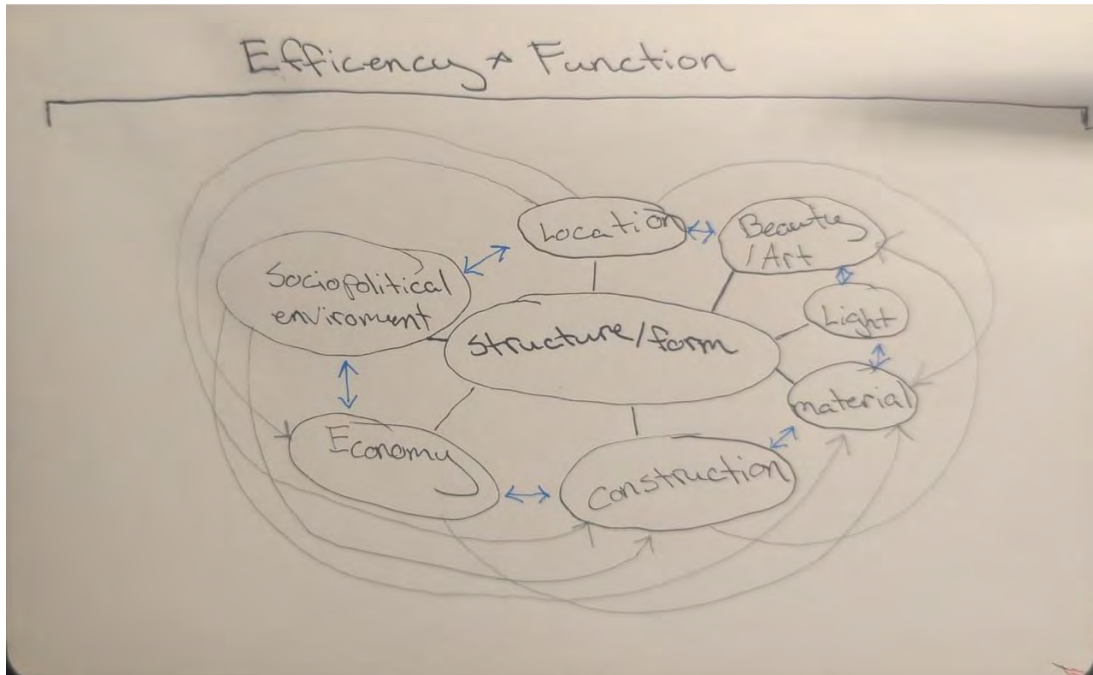 Efficency & Function
Location
Beauty
/Art
Sociopolitical
enviroment
Light
Structure/form
material
Economy
Construction